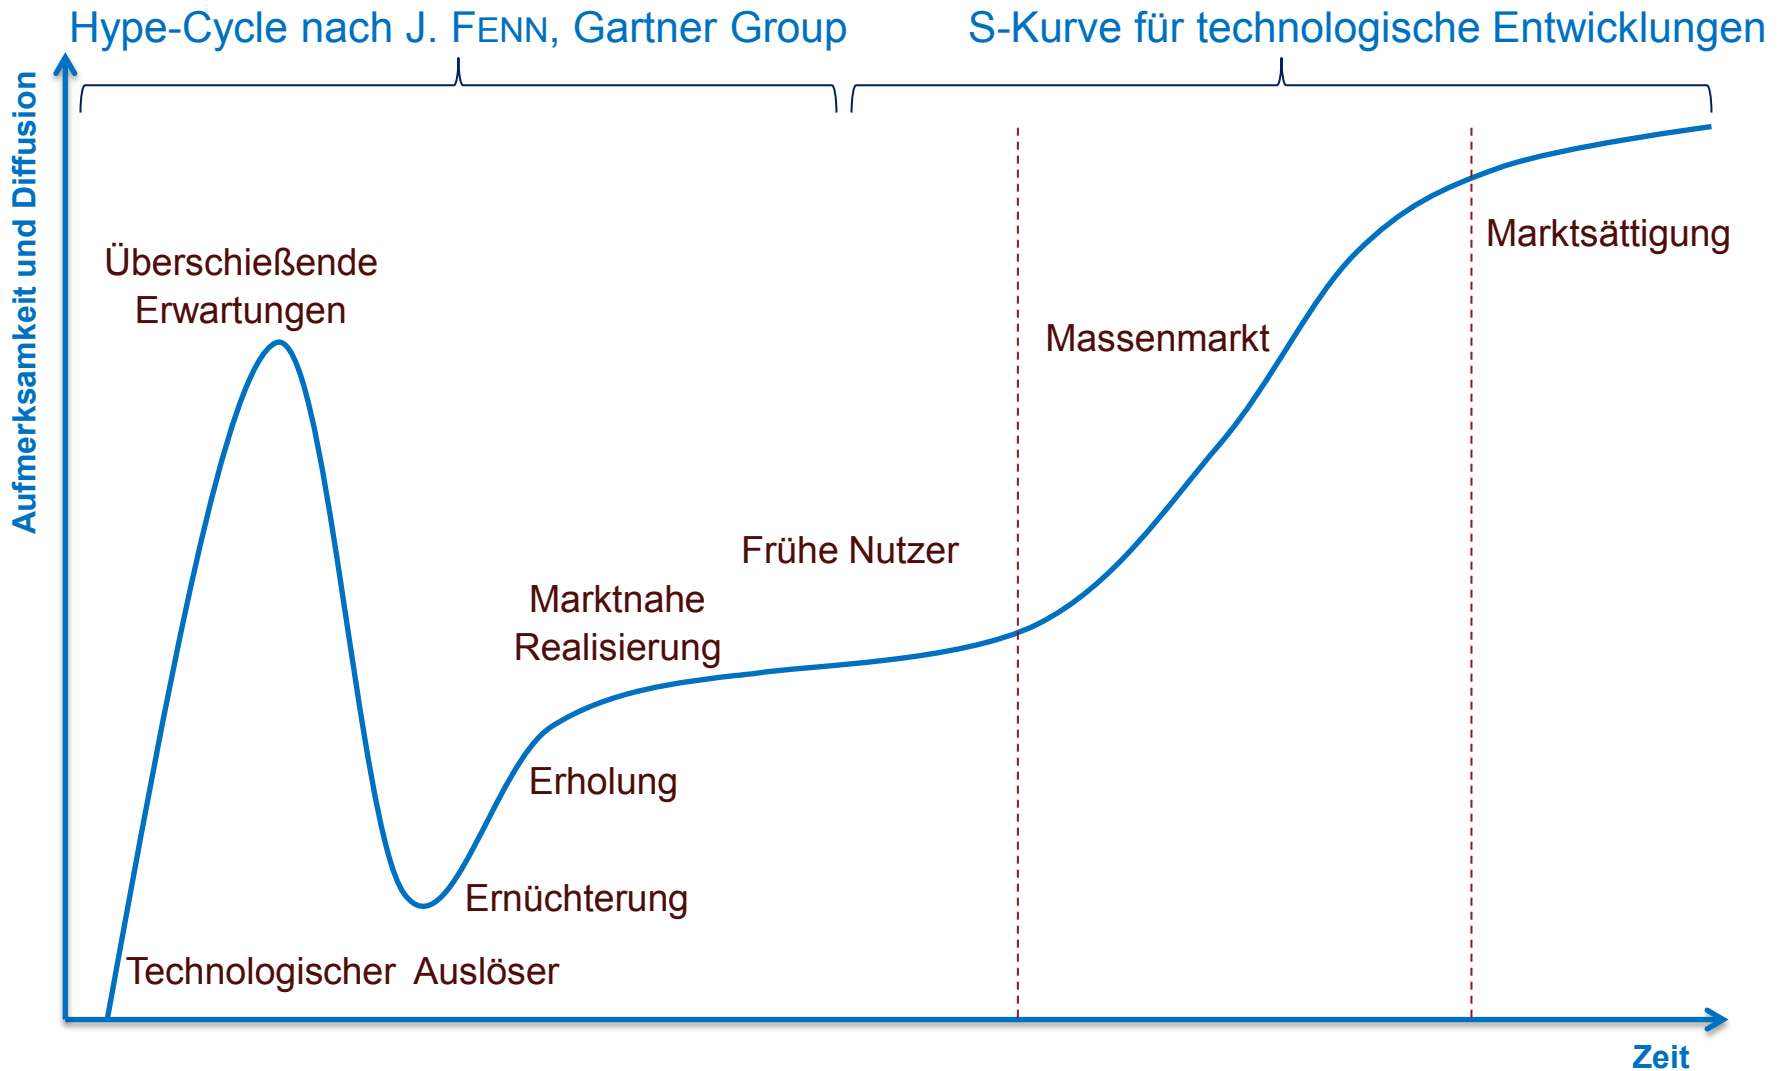 Hype-Cycle nach J. FENN, Gartner Group
S-Kurve für technologische Entwicklungen
Aufmerksamkeit und Diffusion
Überschießende
Erwartungen
Marktsättigung
Massenmarkt
Frühe Nutzer
Marktnahe
Realisierung
Erholung
Ernüchterung
Technologischer Auslöser
Zeit